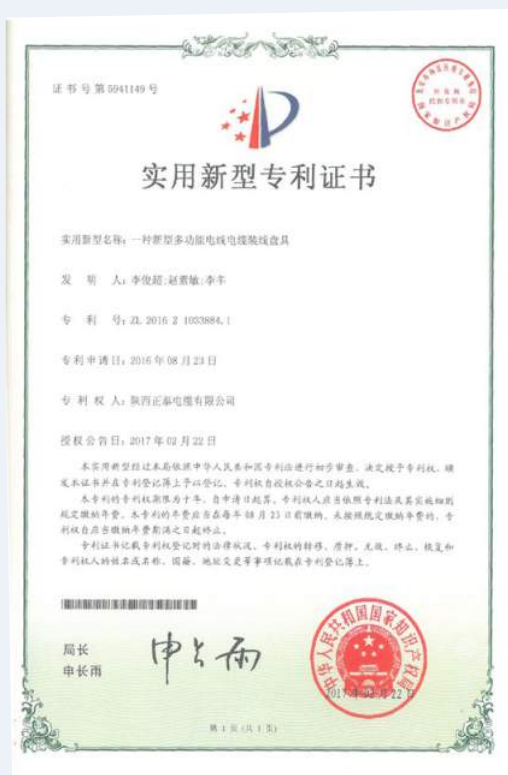 证书号第5941149号
实用新型专利证书
实用新型名称：一种新型多功能电线电缆装线盘具
发 明 人：李俊超;赵素敏;李丰
专 利 号：ZL 2016 2 1033884.1
专利申请日：2016年08月23日
专 利 权 人：陕西正泰电缆有限公司
授权公告日：2017年02月22日
本实用新型经过本局依照中华人民共和国专利法进行初步审查，决定授予专利权，颁
发本证书并在专利登记簿上予以登记。专利权自授权公告之日起生效。
本专利的专利权期限为十年，自申请日起算。专利权人应当依照专利法及其实施细则
规定缴纳年费。本专利的年费应当在每年08月23日前缴纳。未按照规定缴纳年费的，专
利权自应当缴纳年费期满之日起终止。
专利证书记载专利权登记时的法律状况。专利权的转移、质押、无效、终止、恢复和
专利权人的姓名或名称、国籍、地址变更等事项记载在专利登记簿上。
局长
申长雨
申长雨
中华人民共和国国家知识产权局
2017年02月22日
第1页(共1页)